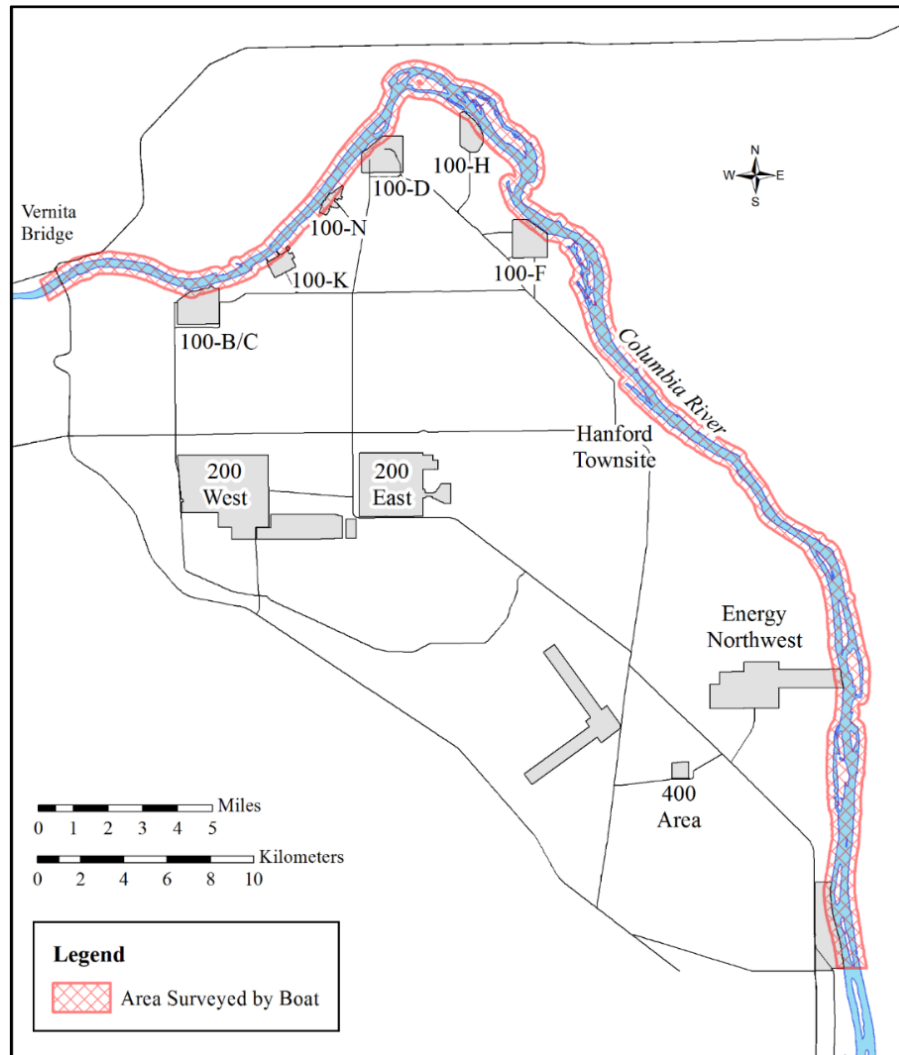 N
W E
S
100-H
100-D
Vernita
Bridge
100-N
100-F
100-K
100-B/C
Columbia River
Hanford
Townsite
200
West
200
East
Energy
Northwest
400
Area
Miles
0 1 2 3 4 5
Kilometers
0 2 4 6 8 10
Legend
Area Surveyed by Boat